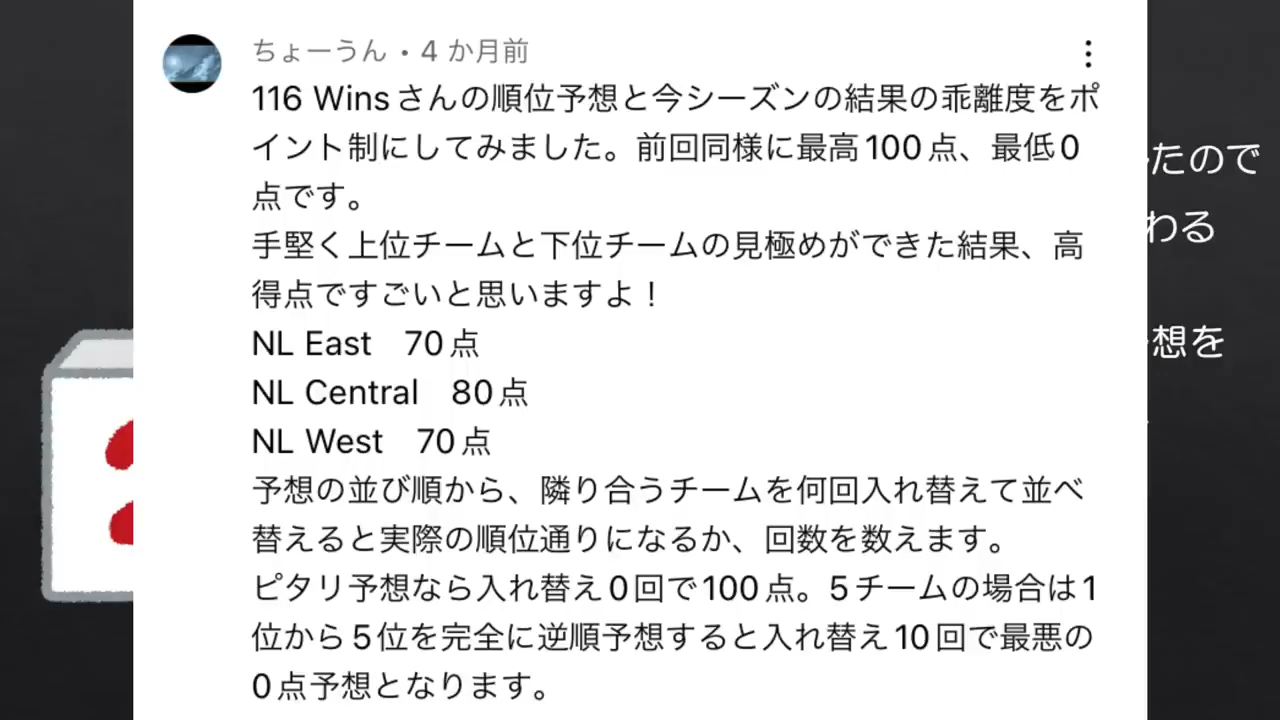 ちょーうん・4 か月前
116 Winsさんの順位予想と今シーズンの結果の乖離度をポ
イント制にしてみました。前回同様に最高100点、最低0
点です。
手堅く上位チームと下位チームの見極めができた結果、高
得点ですごいと思いますよ！
NL East　70点
NL Central　80点
NL West　70点
予想の並び順から、隣り合うチームを何回入れ替えて並べ
替えると実際の順位通りになるか、回数を数えます。
ピタリ予想なら入れ替え0回で100点。5チームの場合は1
位から5位を完全に逆順予想すると入れ替え10回で最悪の
0点予想となります。
たので
わる
想を